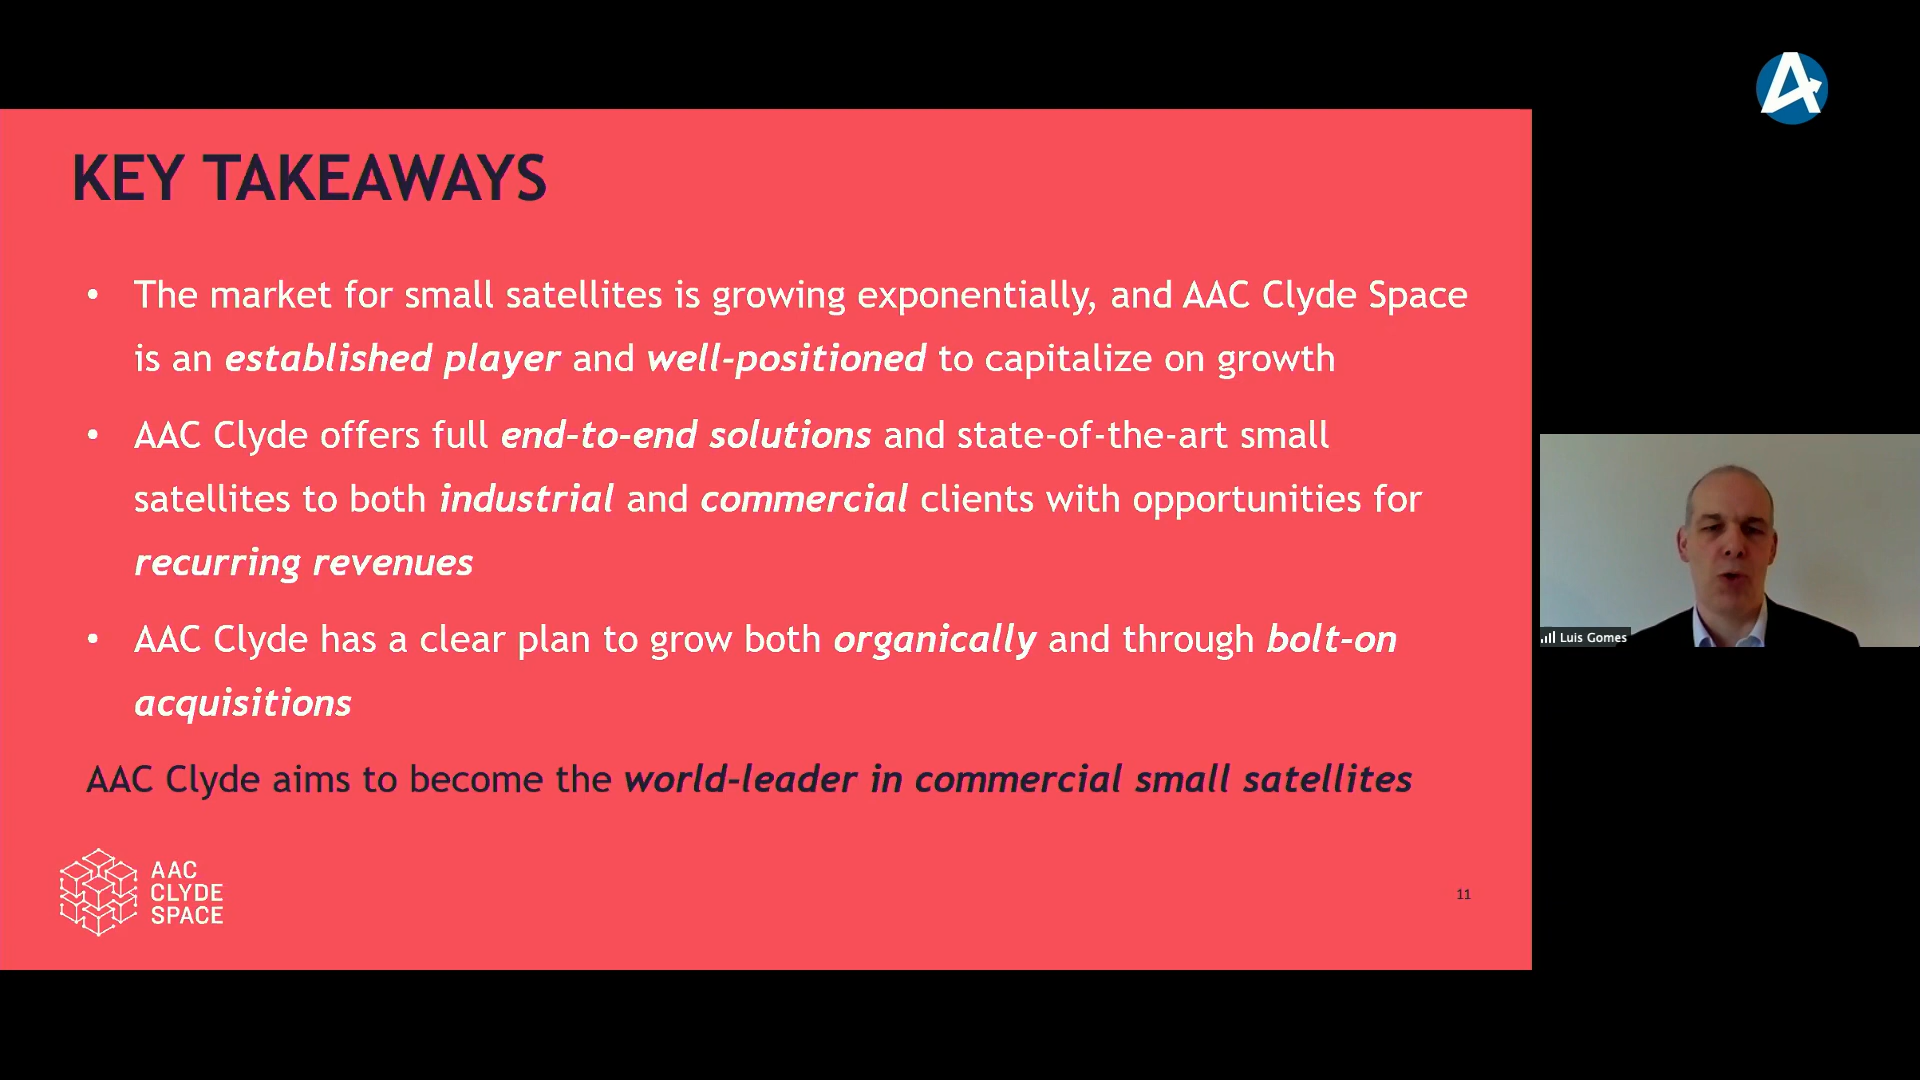 KEY TAKEAWAYS
• The market for small satellites is growing exponentially, and AAC Clyde Space
is an established player and well-positioned to capitalize on growth
• AAC Clyde offers full end-to-end solutions and state-of-the-art small
satellites to both industrial and commercial clients with opportunities for
recurring revenues
• AAC Clyde has a clear plan to grow both organically and through bolt-on
acquisitions
AAC Clyde aims to become the world-leader in commercial small satellites
AAC
CLYDE
SPACE
11
Luis Gomes